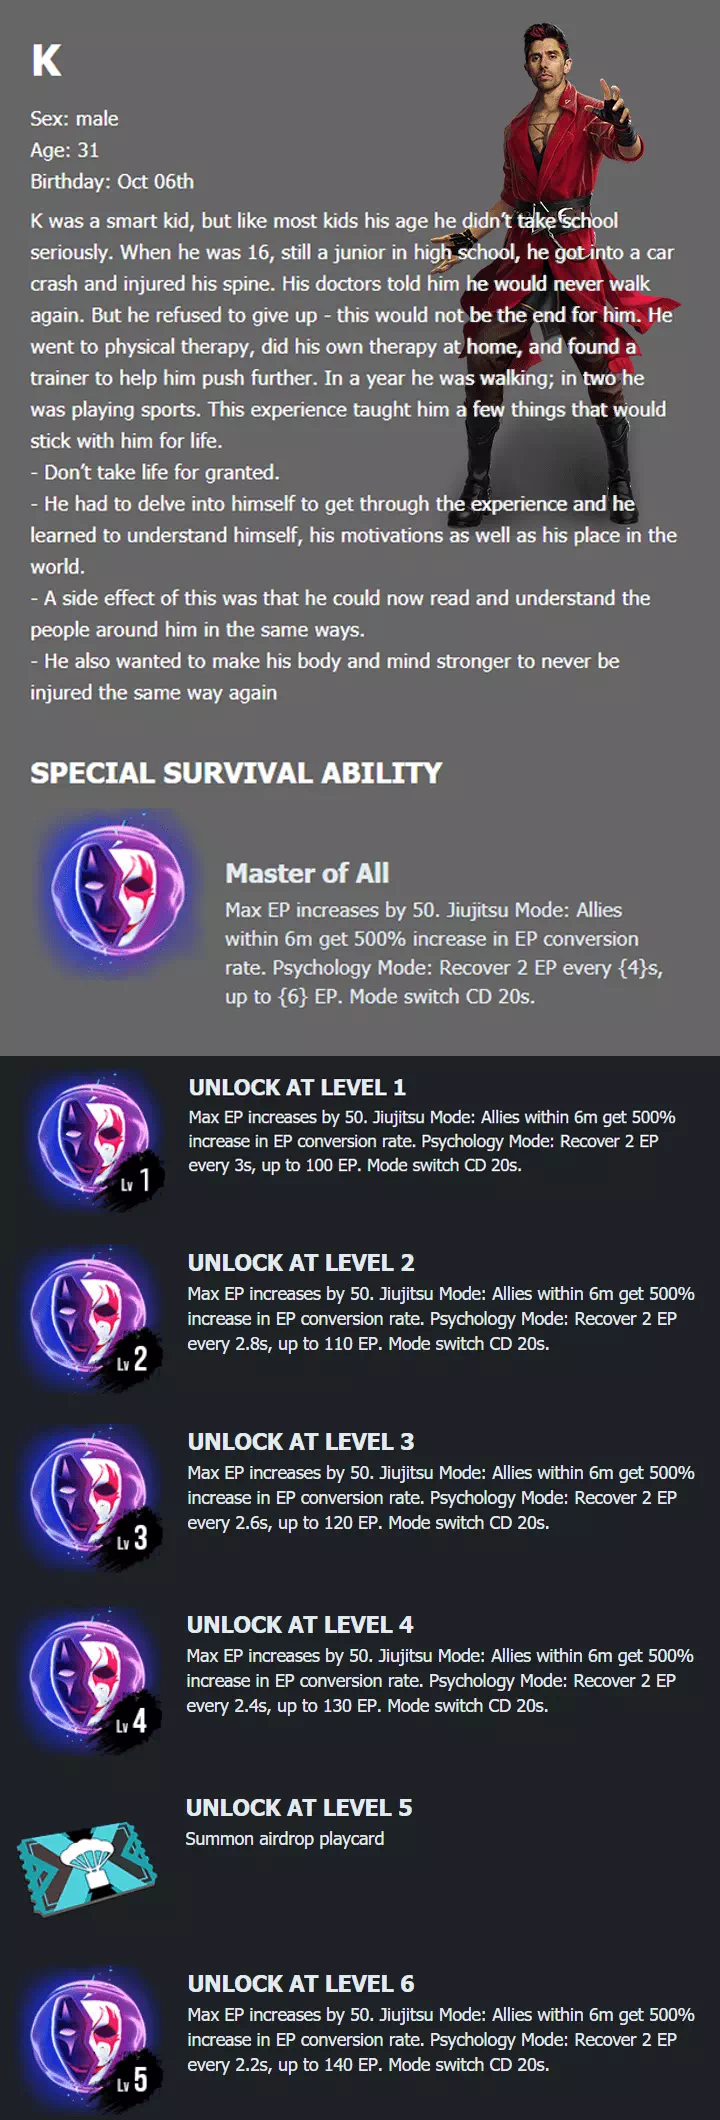 K
Sex: male
Age: 31
Birthday: Oct 06th
K was a smart kid, but like most kids his age he didn't take school
seriously. When he was 16, still a junior in high school, he got into a car
crash and injured his spine. His doctors told him he would never walk
again. But he refused to give up - this would not be the end for him. He
went to physical therapy, did his own therapy at home, and found a
trainer to help him push further. In a year he was walking; in two he
was playing sports. This experience taught him a few things that would
stick with him for life.
- Don't take life for granted.
- He had to delve into himself to get through the experience and he
learned to understand himself, his motivations as well as his place in the
world.
- A side effect of this was that he could now read and understand the
people around him in the same ways.
- He also wanted to make his body and mind stronger to never be
injured the same way again
SPECIAL SURVIVAL ABILITY
Master of All
Max EP increases by 50. Jiujitsu Mode: Allies
within 6m get 500% increase in EP conversion
rate. Psychology Mode: Recover 2 EP every {4}s,
up to {6} EP. Mode switch CD 20s.
UNLOCK AT LEVEL 1
Max EP increases by 50. Jiujitsu Mode: Allies within 6m get 500%
increase in EP conversion rate. Psychology Mode: Recover 2 EP
every 3s, up to 100 EP. Mode switch CD 20s.
Lv 1
UNLOCK AT LEVEL 2
Max EP increases by 50. Jiujitsu Mode: Allies within 6m get 500%
increase in EP conversion rate. Psychology Mode: Recover 2 EP
every 2.8s, up to 110 EP. Mode switch CD 20s.
Lv 2
UNLOCK AT LEVEL 3
Max EP increases by 50. Jiujitsu Mode: Allies within 6m get 500%
increase in EP conversion rate. Psychology Mode: Recover 2 EP
every 2.6s, up to 120 EP. Mode switch CD 20s.
Lv 3
UNLOCK AT LEVEL 4
Max EP increases by 50. Jiujitsu Mode: Allies within 6m get 500%
increase in EP conversion rate. Psychology Mode: Recover 2 EP
every 2.4s, up to 130 EP. Mode switch CD 20s.
Lv 4
UNLOCK AT LEVEL 5
Summon airdrop playcard
UNLOCK AT LEVEL 6
Max EP increases by 50. Jiujitsu Mode: Allies within 6m get 500%
increase in EP conversion rate. Psychology Mode: Recover 2 EP
every 2.2s, up to 140 EP. Mode switch CD 20s.
Lv 5